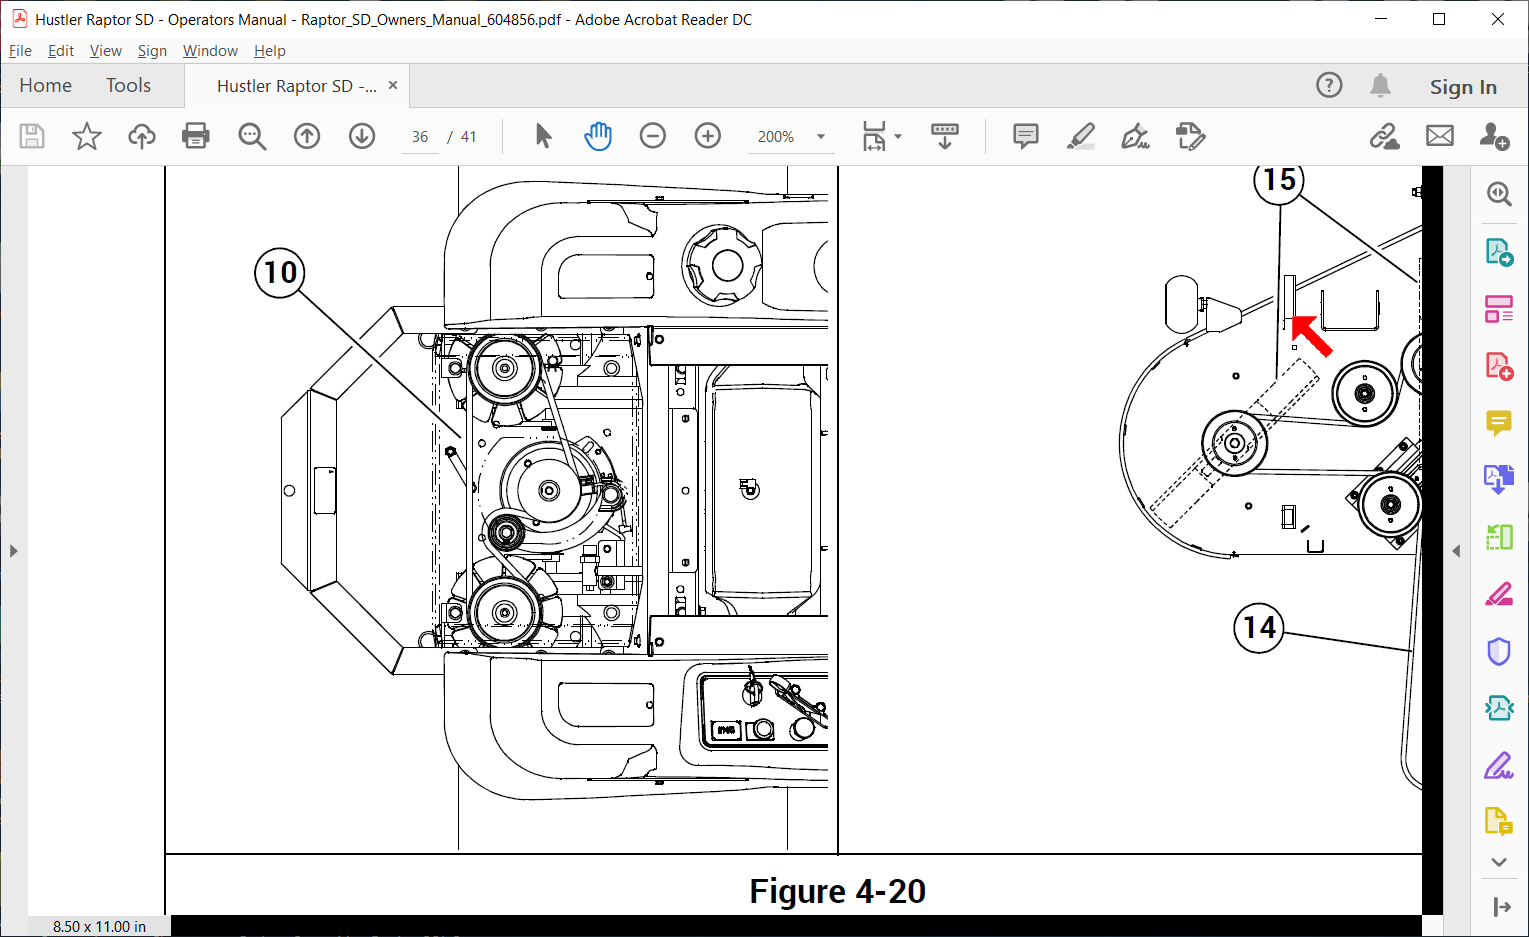 Hustler Raptor SD - Operators Manual - Raptor_SD_Owners_Manual_604856.pdf - Adobe Acrobat Reader DC
File Edit View Sign Window Help
Home Tools Hustler Raptor SD -... × ? Sign In
36 / 41 200%
15
10
14
Figure 4-20
8.50 x 11.00 in